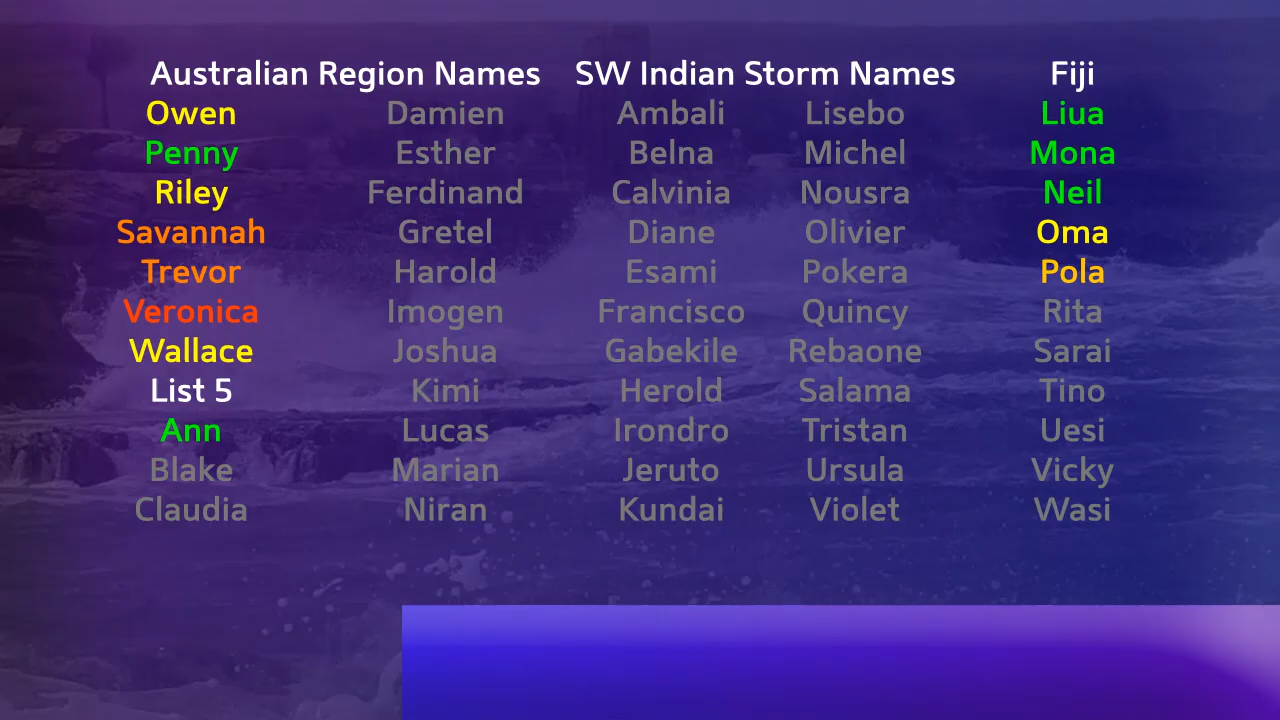 Australian Region Names SW Indian Storm Names Fiji
Owen Damien Ambali Lisebo Liua
Penny Esther Belna Michel Mona
Riley Ferdinand Calvinia Nousra Neil
Savannah Gretel Diane Olivier Oma
Trevor Harold Esami Pokera Pola
Veronica Imogen Francisco Quincy Rita
Wallace Joshua Gabekile Rebaone Sarai
List 5 Kimi Herold Salama Tino
Ann Lucas Irondro Tristan Uesi
Blake Marian Jeruto Ursula Vicky
Claudia Niran Kundai Violet Wasi